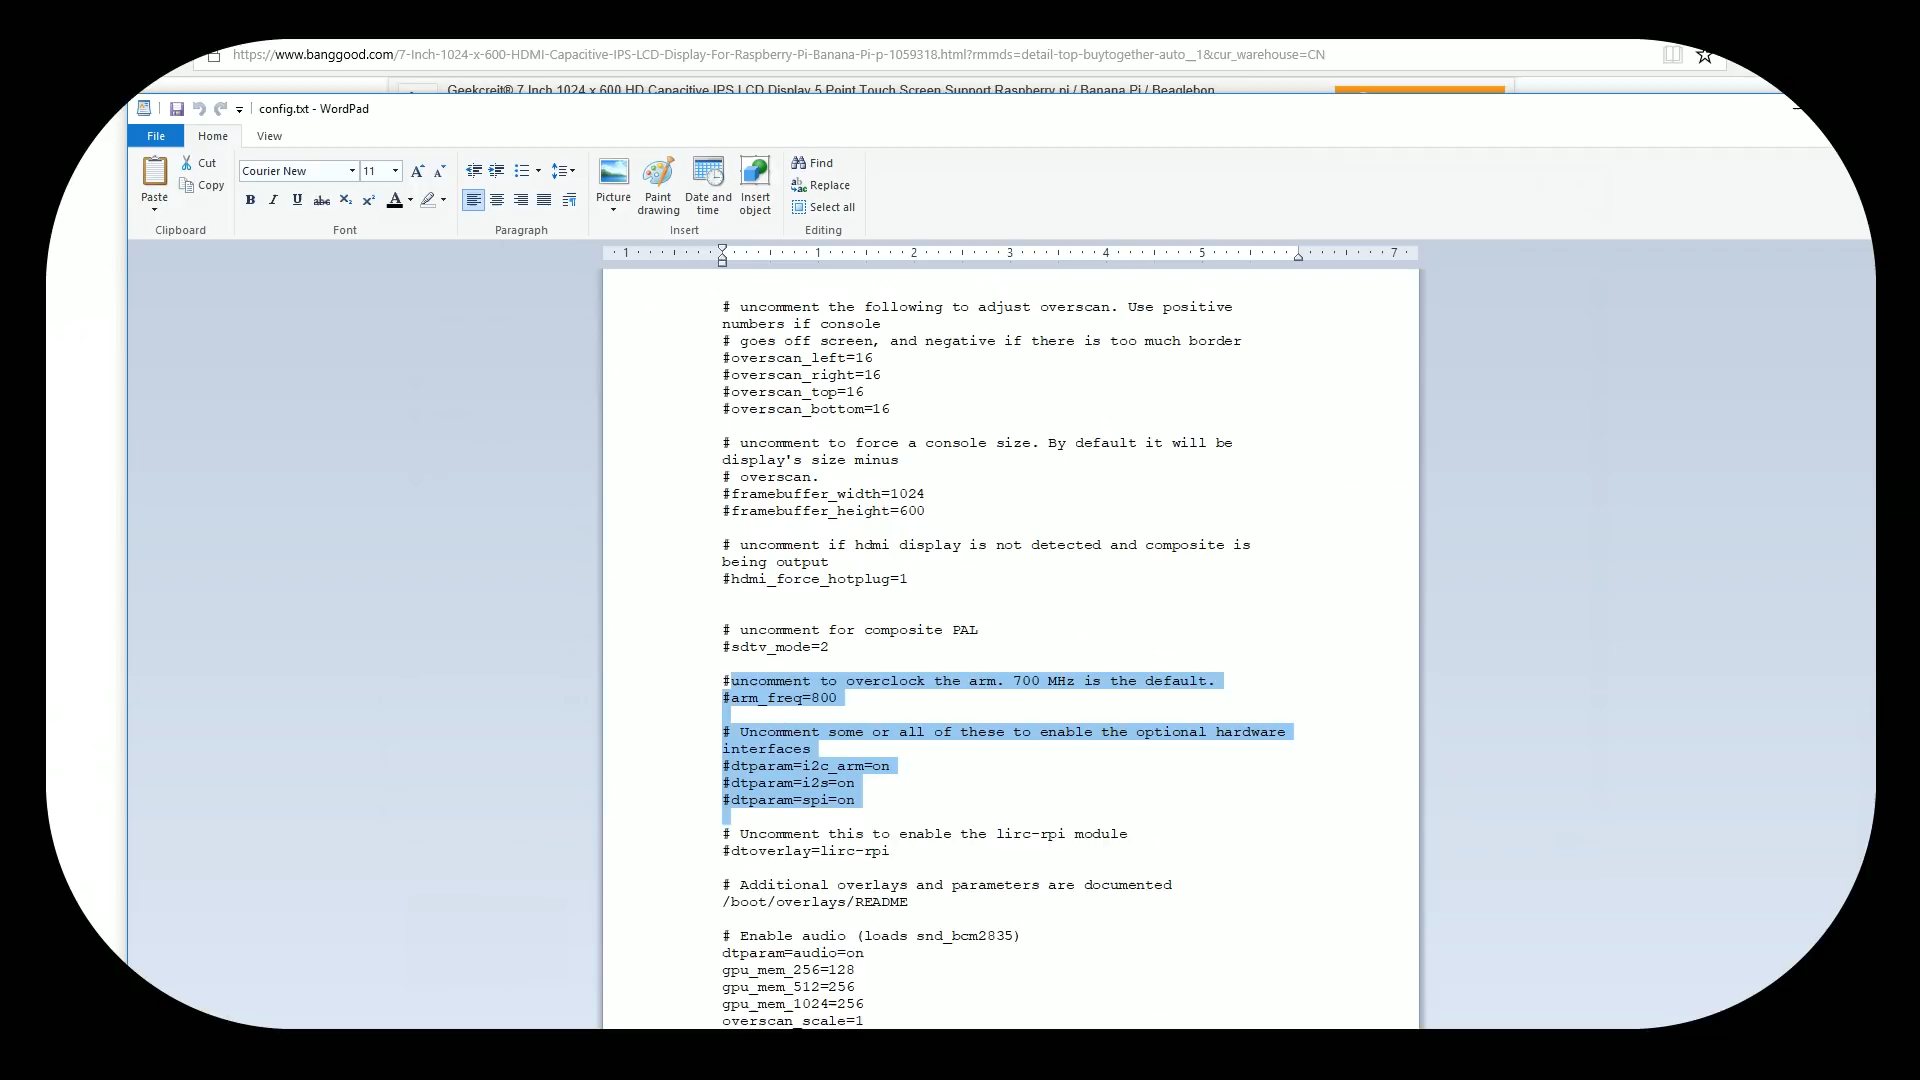 https://www.banggood.com/7-Inch-1024-x-600-HDMI-Capacitive-IPS-LCD-Display-For-Raspberry-Pi-Banana-Pi-p-1059318.html?rmmds=detail-top-buytogether-auto__1&cur_warehouse=CN
Geekcreit® 7 Inch 1024 x 600 HD Capacitive IPS LCD Display 5 Point Touch Screen Support Raspberry pi / Banana Pi / Beaglebon
config.txt - WordPad
File Home View
Paste
Cut
Copy
Clipboard
Courier New 11
Font
Paragraph
Picture
Paint drawing
Date and time
Insert object
Insert
Find
Replace
Select all
Editing
1 1 2 3 4 5 7
# uncomment the following to adjust overscan. Use positive
numbers if console
# goes off screen, and negative if there is too much border
#overscan_left=16
#overscan_right=16
#overscan_top=16
#overscan_bottom=16
# uncomment to force a console size. By default it will be
display's size minus
# overscan.
#framebuffer_width=1024
#framebuffer_height=600
# uncomment if hdmi display is not detected and composite is
being output
#hdmi_force_hotplug=1
# uncomment for composite PAL
#sdtv_mode=2
#uncomment to overclock the arm. 700 MHz is the default.
#arm_freq=800
# Uncomment some or all of these to enable the optional hardware
interfaces
#dtparam=i2c_arm=on
#dtparam=i2s=on
#dtparam=spi=on
# Uncomment this to enable the lirc-rpi module
#dtoverlay=lirc-rpi
# Additional overlays and parameters are documented
/boot/overlays/README
# Enable audio (loads snd_bcm2835)
dtparam=audio=on
gpu_mem_256=128
gpu_mem_512=256
gpu_mem_1024=256
overscan_scale=1